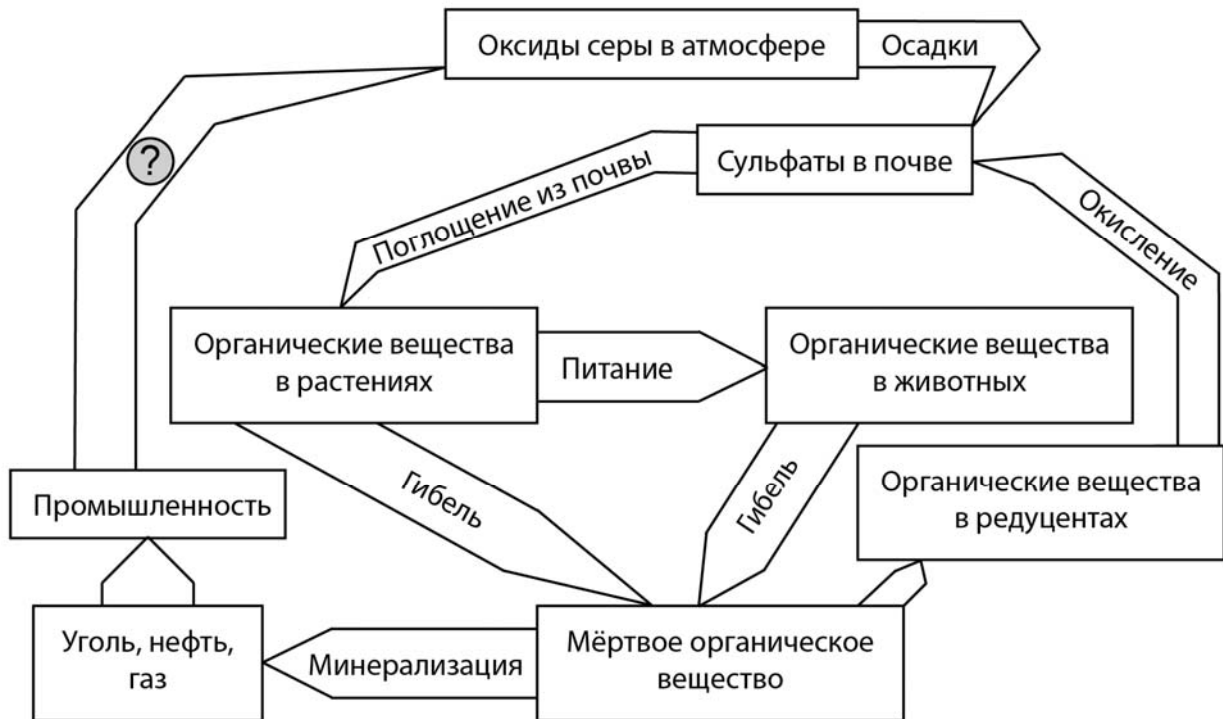 Оксиды серы в атмосфере
Осадки
?
Сульфаты в почве
Поглощение из почвы
Окисление
Органические вещества
в растениях
Питание
Органические вещества
в животных
Гибель
Гибель
Промышленность
Органические вещества
в редуцентах
Уголь, нефть,
газ
Минерализация
Мёртвое органическое
вещество